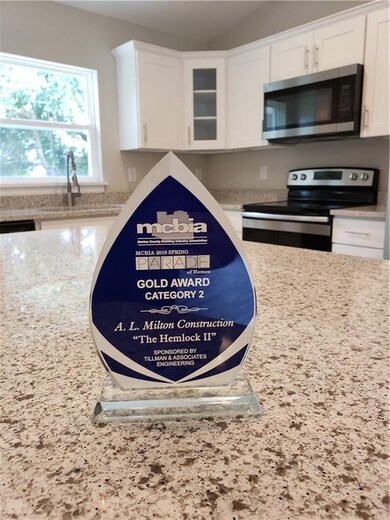 mcbia
Marion County Building Industry Association
MCBIA 2019 SPRING
PARADE
of Homes
GOLD AWARD
CATEGORY 2
A. L. Milton Construction
“The Hemlock II”
SPONSORED BY
TILLMAN & ASSOCIATES
ENGINEERING